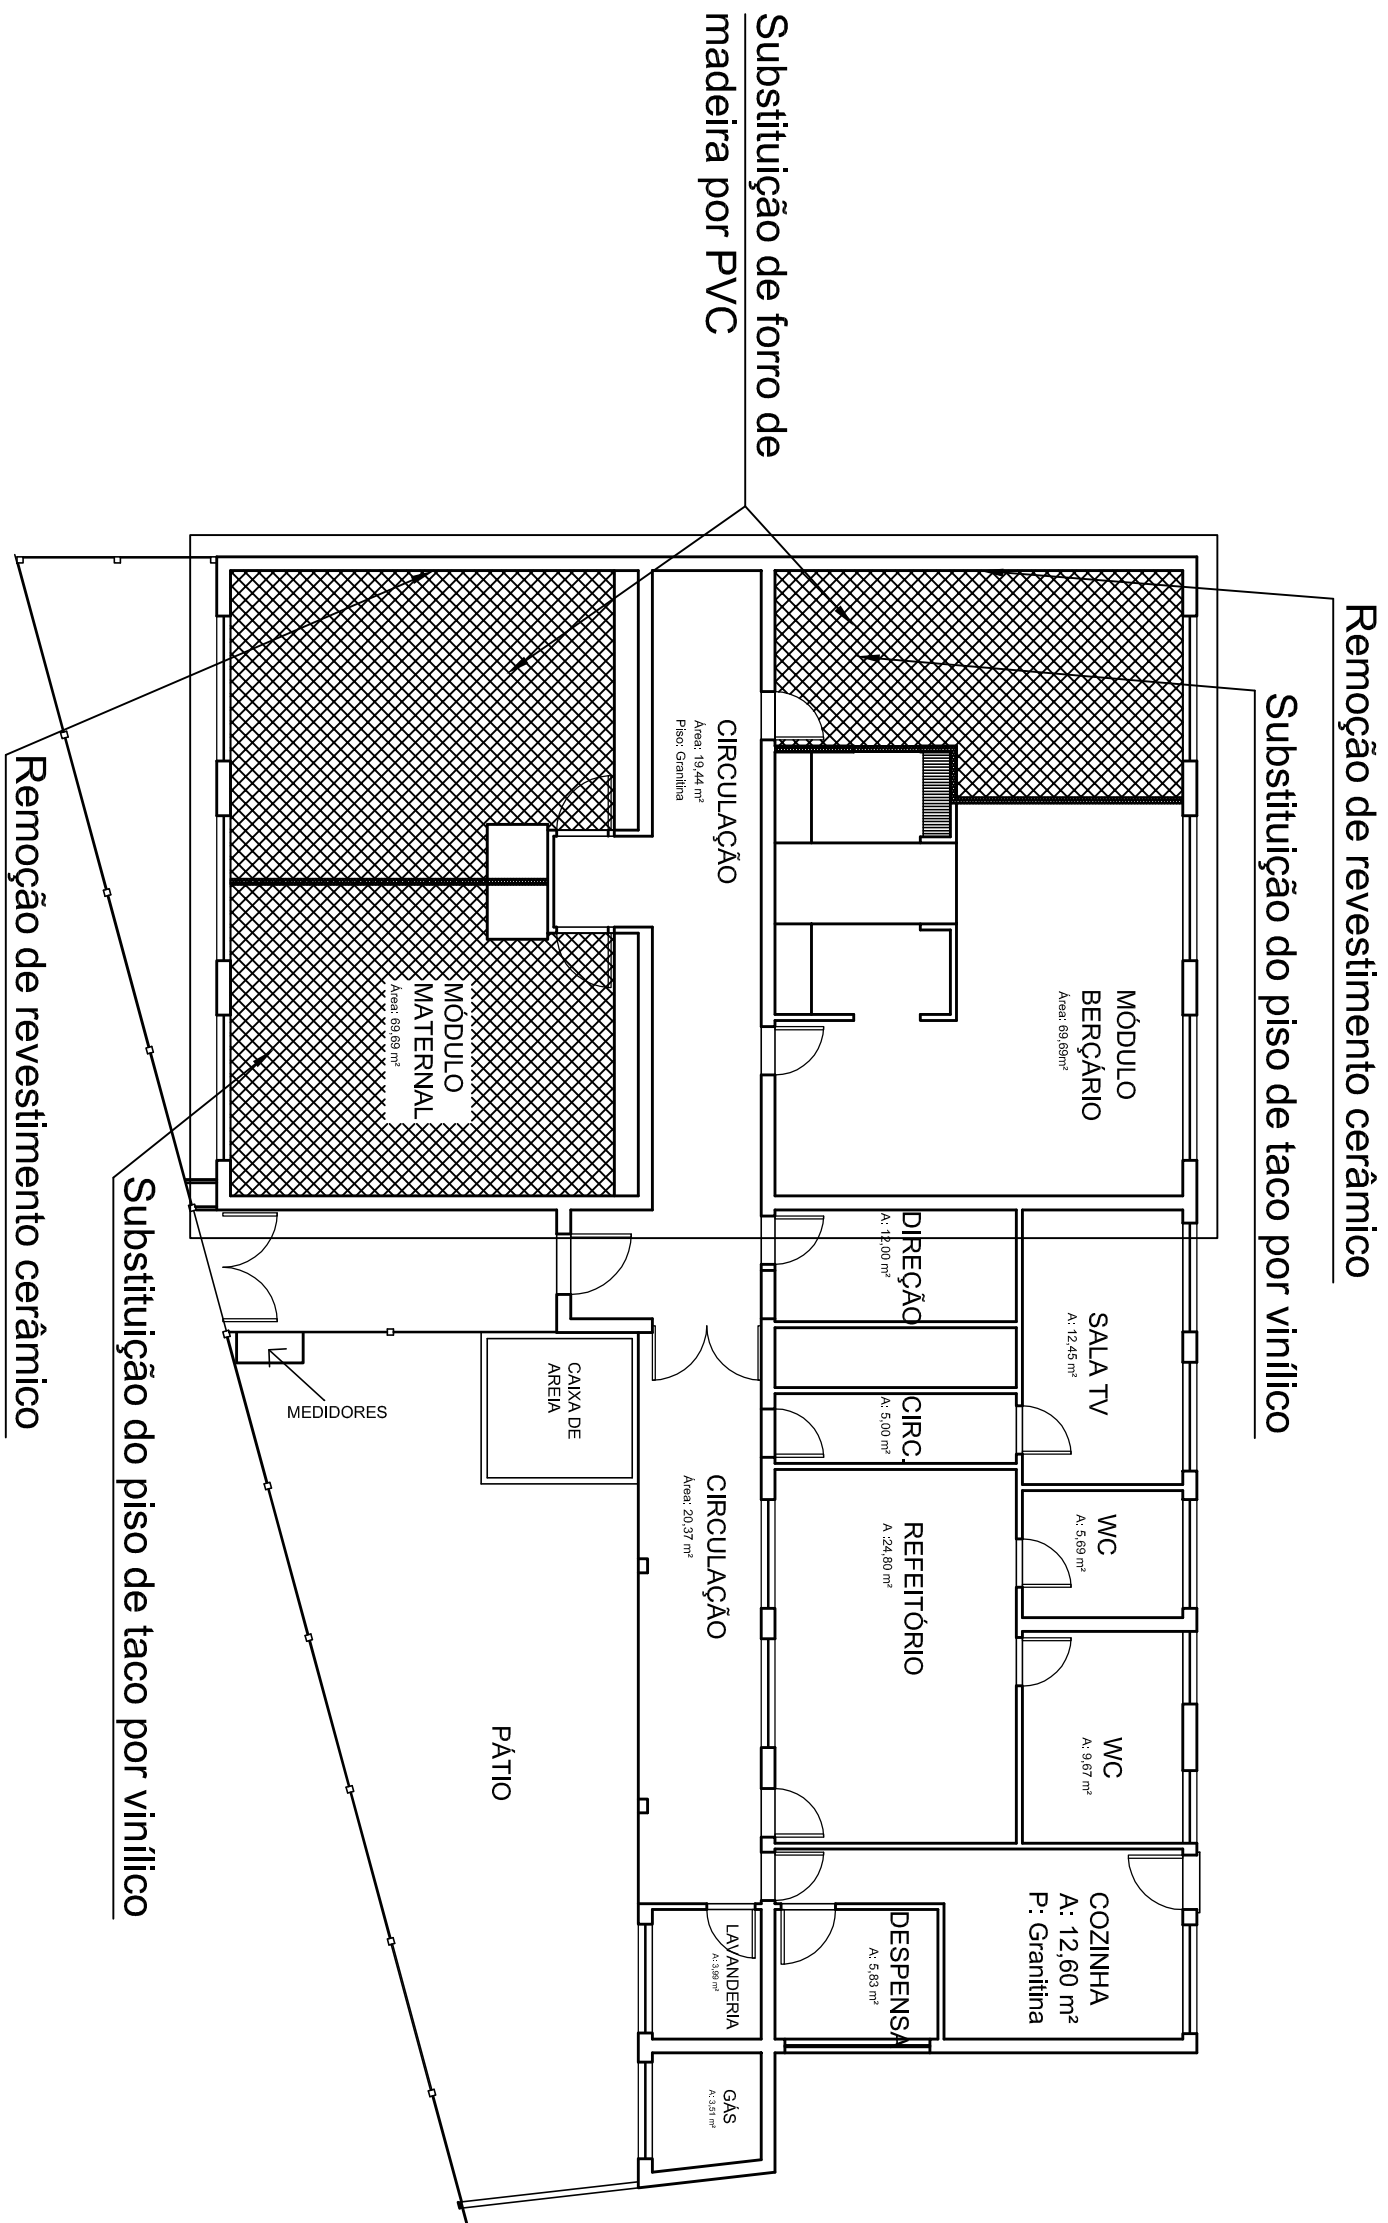 Remoção de revestimento cerâmico
Substituição do piso de taco por vinílico
Substituição de forro de
madeira por PVC
MÓDULO
BERÇÁRIO
Área: 69,69m²
SALA TV
A: 12,45 m²
WC
A: 5,69 m²
WC
A: 9,67 m²
COZINHA
A: 12,60 m²
P: Granitina
DIREÇÃO
A: 12,00 m²
CIRC.
A: 5,00 m²
REFEITÓRIO
A :24,80 m²
DESPENSA
A: 5,83 m²
CIRCULAÇÃO
Área: 19,44 m²
Piso: Granitina
CIRCULAÇÃO
Área: 20,37 m²
LAVANDERIA
A: 3,99 m²
GÁS
A: 3,51 m²
CAIXA DE
AREIA
PÁTIO
MÓDULO
MATERNAL
Área: 69,69 m²
MEDIDORES
Substituição do piso de taco por vinílico
Remoção de revestimento cerâmico